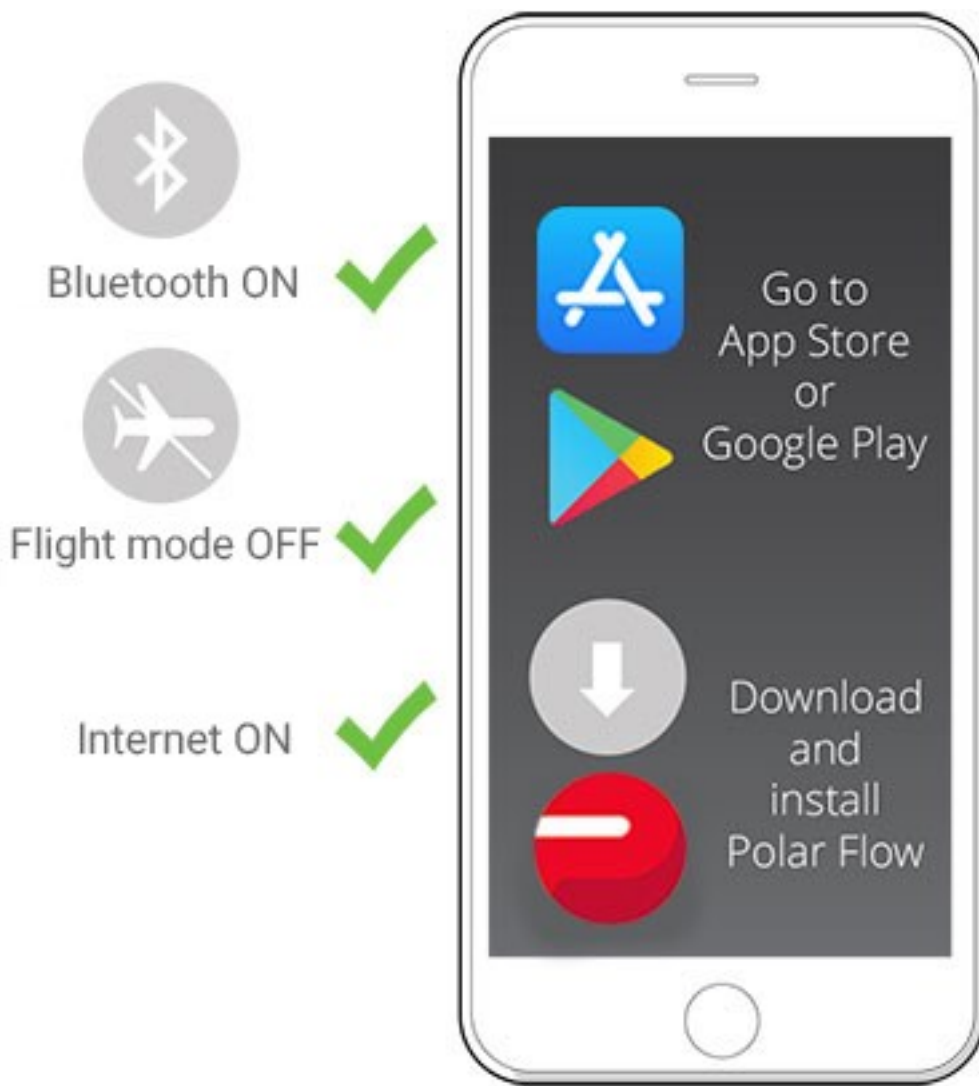 Bluetooth ON
Flight mode OFF
Internet ON
Go to
App Store
or
Google Play
Download
and
install
Polar Flow